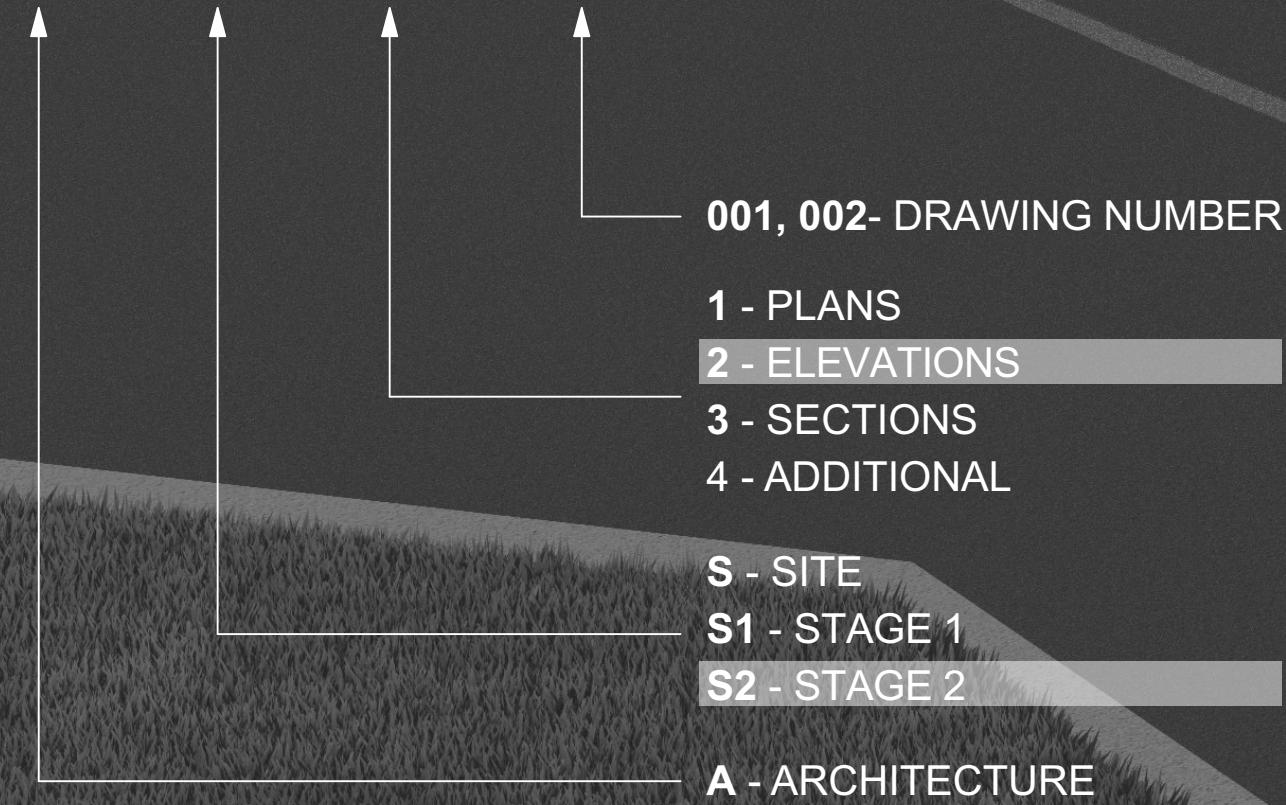 001, 002- DRAWING NUMBER
1 - PLANS
2 - ELEVATIONS
3 - SECTIONS
4 - ADDITIONAL
S - SITE
S1 - STAGE 1
S2 - STAGE 2
A - ARCHITECTURE